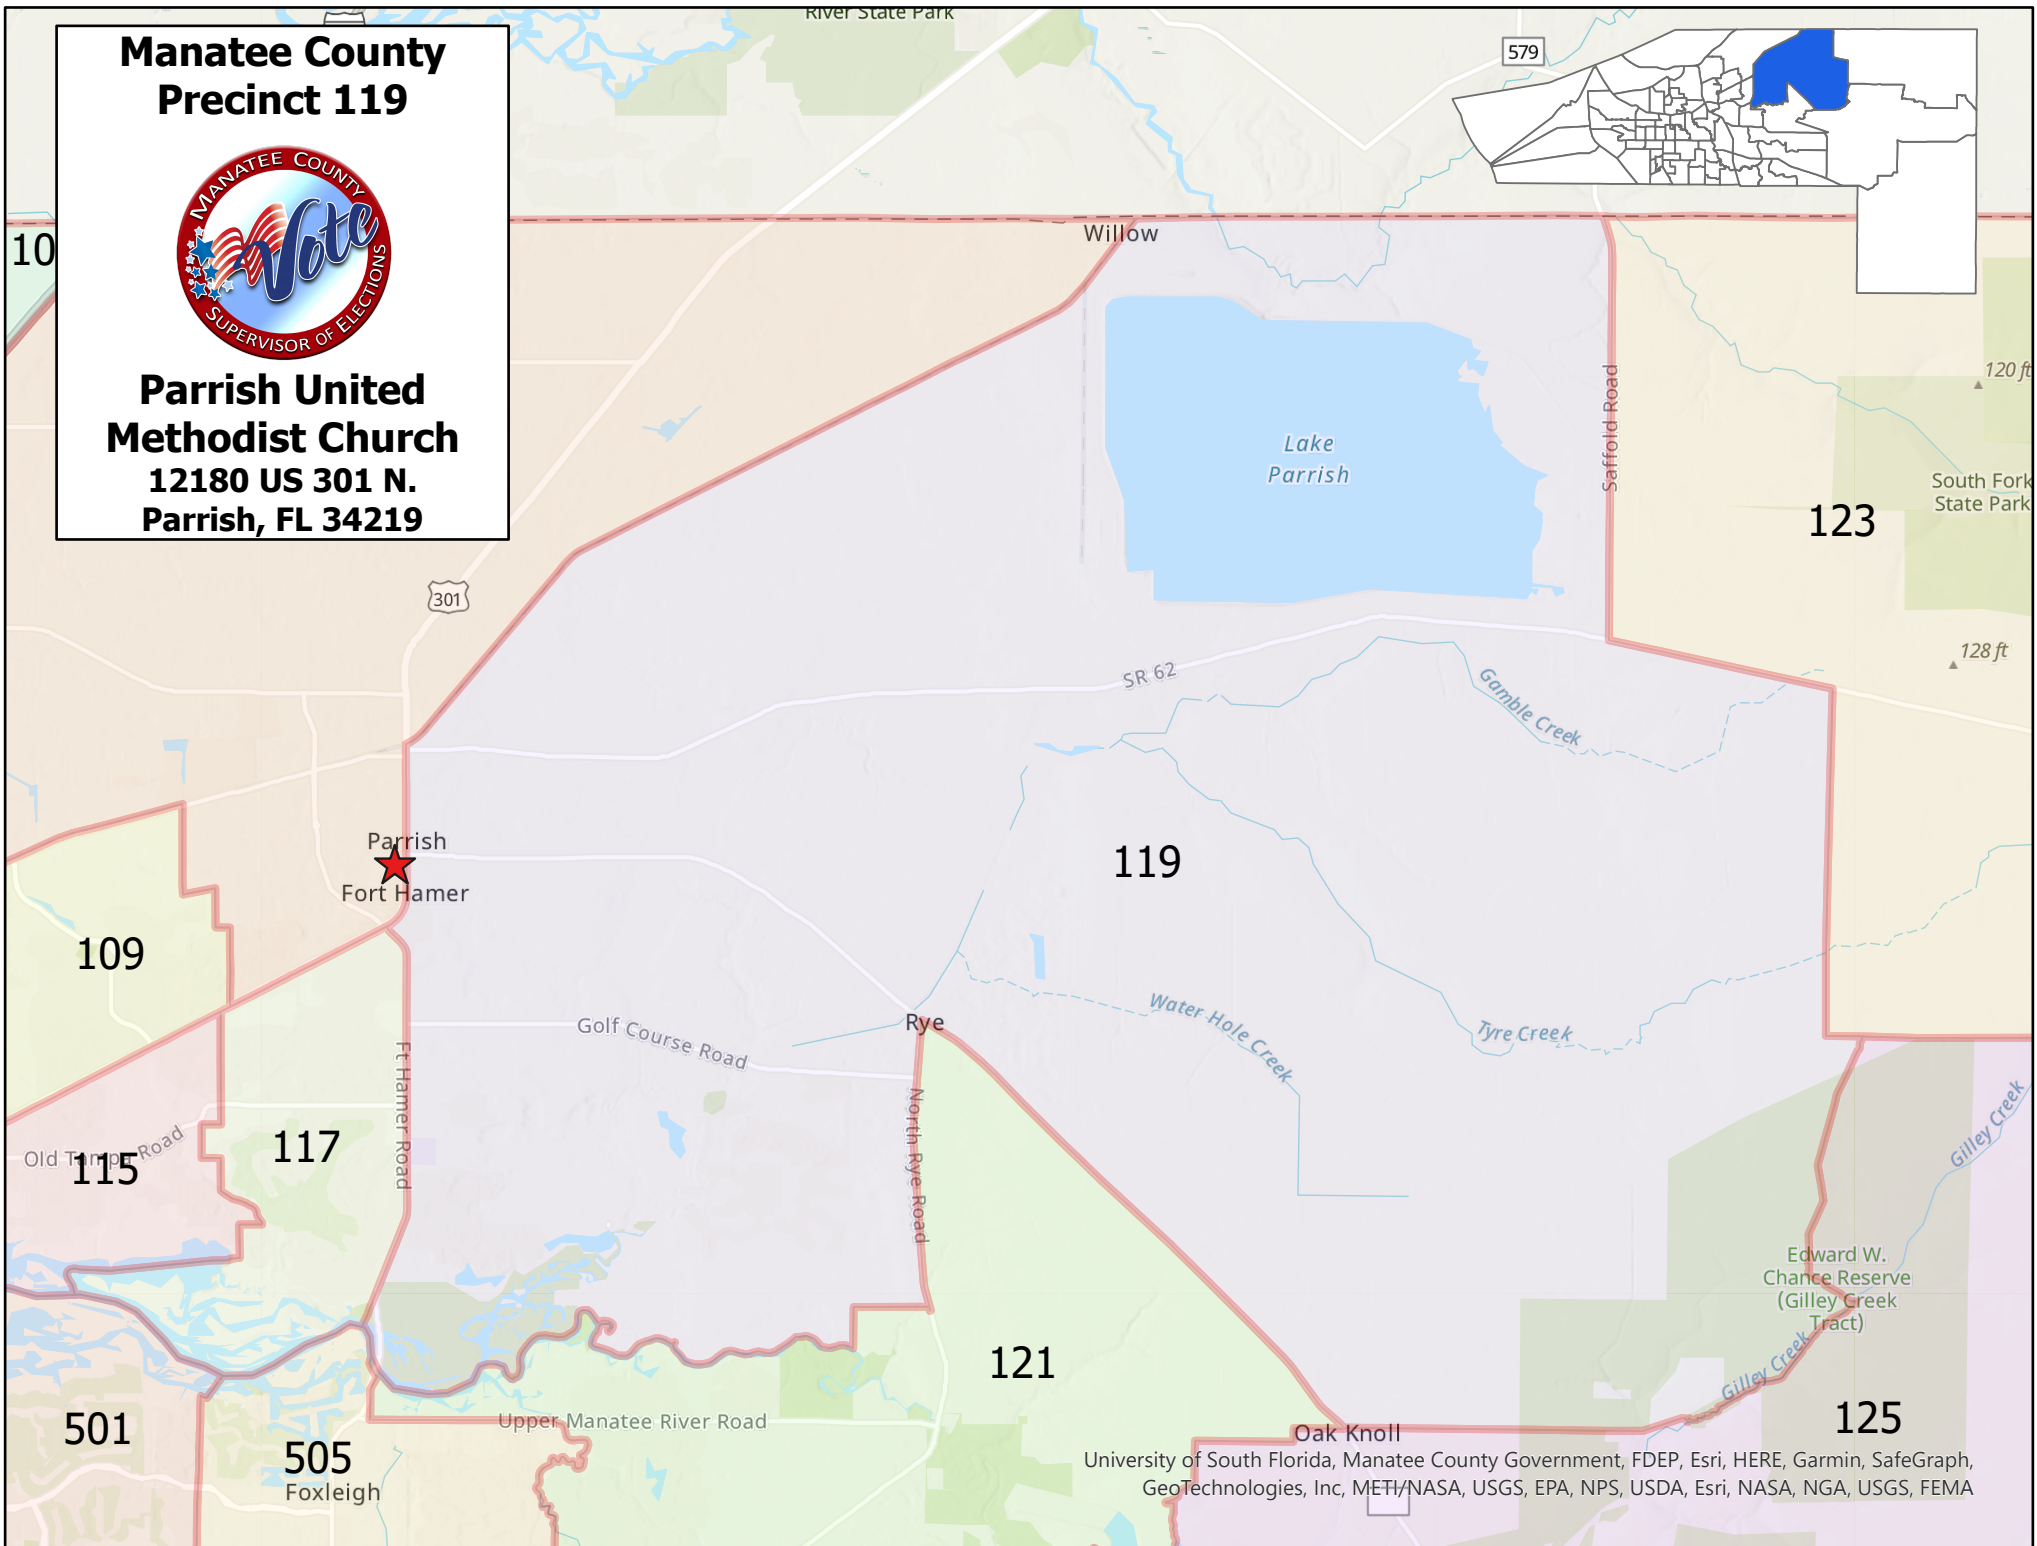 River State Park
Manatee County
Precinct 119
MANATEE COUNTY
Vote
SUPERVISOR OF ELECTIONS
Parrish United
Methodist Church
12180 US 301 N.
Parrish, FL 34219
579
10
Willow
Lake
Parrish
Saffold Road
120 ft
South Fork
State Park
123
301
128 ft
SR 62
Gamble Creek
Parrish
Fort Hamer
119
109
Water Hole Creek
Tyre Creek
Rye
Golf Course Road
Ft Hamer Road
North Rye Road
Gilley Creek
Old Tampa Road
115
117
Edward W.
Chance Reserve
(Gilley Creek
Tract)
Gilley Creek
121
125
501
505
Foxleigh
Upper Manatee River Road
Oak Knoll
University of South Florida, Manatee County Government, FDEP, Esri, HERE, Garmin, SafeGraph,
GeoTechnologies, Inc, METI/NASA, USGS, EPA, NPS, USDA, Esri, NASA, NGA, USGS, FEMA